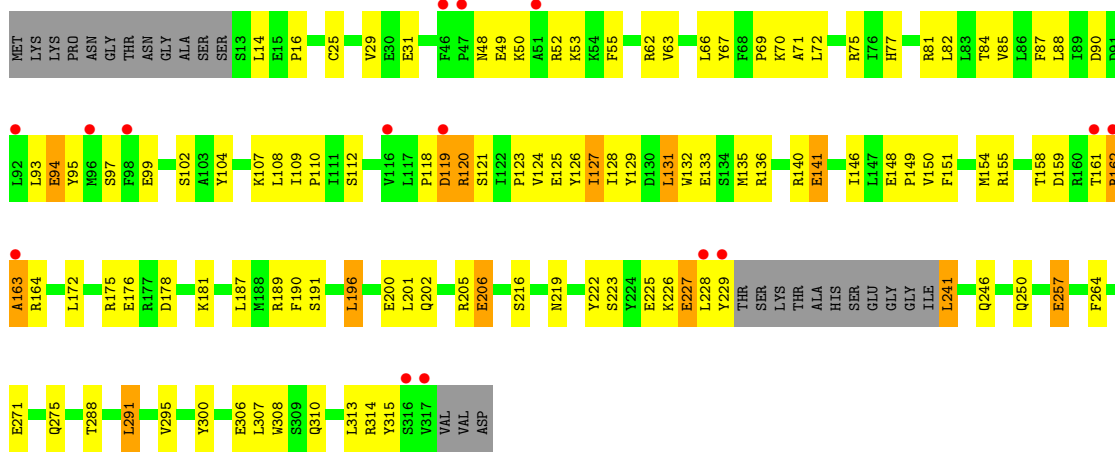 MET LYS LYS PRO ASN GLY THR ASN GLY ALA SER SER S13 L14 E15 P16 C25 V29 E30 E31 F46 P47 N48 E49 K50 A51 R52 K53 K54 F55 R62 V63 L66 Y67 F68 P69 K70 A71 L72 R75 I76 H77 R81 L82 L83 T84 V85 L86 F87 L88 I89 D90 D91
L92 L93 E94 Y95 M96 S97 F98 E99 S102 A103 Y104 K107 L108 I109 P110 I111 S112 V116 L117 P118 D119 R120 S121 I122 P123 V124 E125 Y126 I127 I128 Y129 D130 L131 W132 E133 S134 M135 R136 R140 E141 I146 L147 E148 P149 V150 F151 M154 R155 T158 D159 R160 T161 R162
A163 R164 L172 R175 E176 R177 D178 K181 L187 M188 R189 F190 S191 L196 E200 L201 Q202 R205 E206 S216 N219 Y222 S223 Y224 E225 K226 E227 L228 Y229 THR SER LYS THR ALA HIS SER GLU GLY GLY ILE L241 Q246 Q250 E257 F264
E271 Q275 T288 L291 V295 Y300 E306 L307 W308 S309 Q310 L313 R314 Y315 S316 V317 VAL VAL ASP